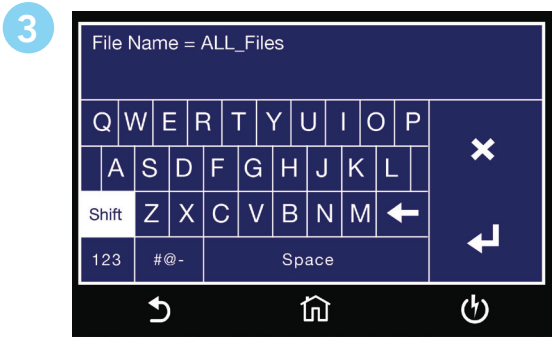 3
File Name = ALL_Files
Q W E R T Y U I O P
A S D F G H J K L
Shift Z X C V B N M
123 #@- Space